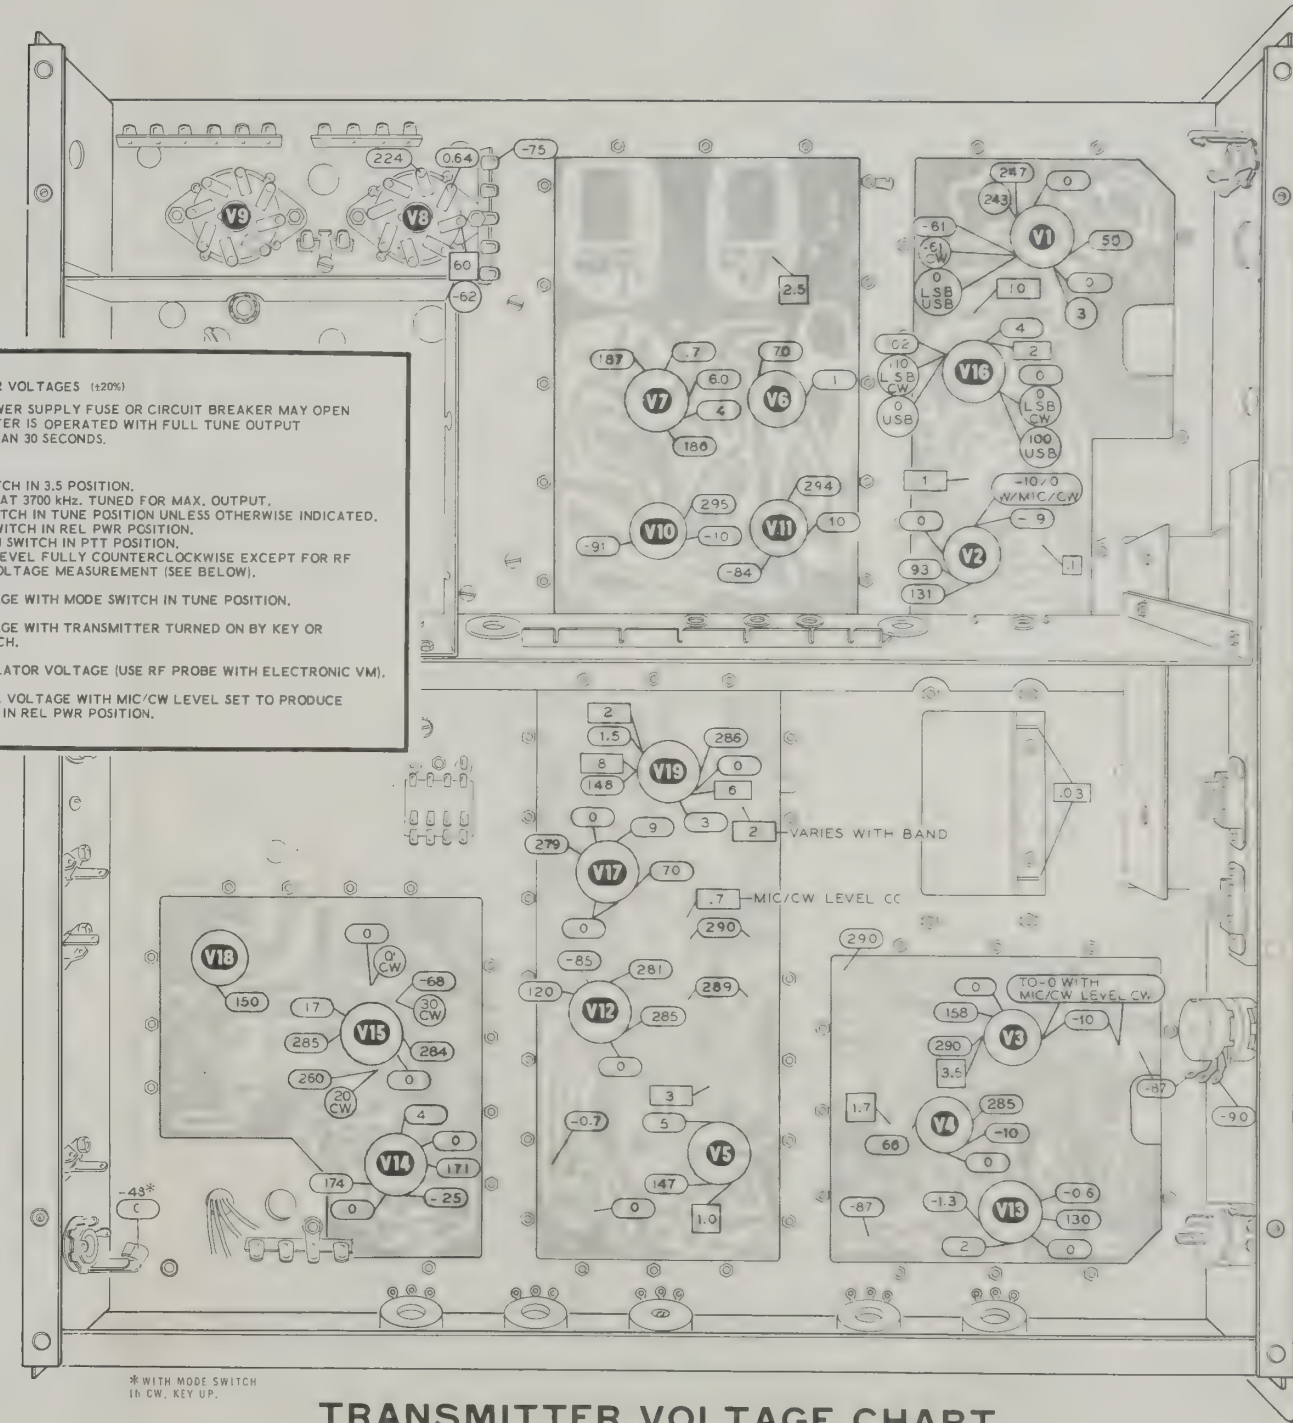 -75
224
0.64
V9
V8
60
-62
2.5
187
.7
6.0
4
186
V7
70
1
V6
295
-10
-91
V10
294
10
-84
V11
247
0
243
-61
-61
CW
0
LSB
USB
50
0
3
V1
10
4
2
0
0
LSB
CW
100
USB
LSB
CW
0
USB
V16
1
-10/0
W/MIC/CW
0
-.9
93
131
V2
.1
VOLTAGES (±20%)
WER SUPPLY FUSE OR CIRCUIT BREAKER MAY OPEN
TER IS OPERATED WITH FULL TUNE OUTPUT
AN 30 SECONDS.
TCH IN 3.5 POSITION.
AT 3700 kHz. TUNED FOR MAX. OUTPUT.
TCH IN TUNE POSITION UNLESS OTHERWISE INDICATED.
WITCH IN REL PWR POSITION.
SWITCH IN PTT POSITION.
EVEL FULLY COUNTERCLOCKWISE EXCEPT FOR RF
OLTAGE MEASUREMENT (SEE BELOW).
GE WITH MODE SWITCH IN TUNE POSITION.
GE WITH TRANSMITTER TURNED ON BY KEY OR
CH.
LATOR VOLTAGE (USE RF PROBE WITH ELECTRONIC VM).
VOLTAGE WITH MIC/CW LEVEL SET TO PRODUCE
IN REL PWR POSITION.
2
1.5
8
148
286
0
6
3
V19
2
VARIES WITH BAND
.03
0
9
279
70
0
V17
.7
MIC/CW LEVEL CC
290
289
-85
281
120
285
0
V12
V18
150
0
0
CW
-68
30
CW
17
285
284
260
20
CW
0
V15
4
0
171
174
-25
0
V14
3
5
-0.7
147
0
1.0
V5
290
0
TO-0 WITH
MIC/CW LEVEL CW
158
-10
290
3.5
V3
-87
-90
1.7
285
66
-10
0
V4
-87
-1.3
-0.6
130
2
0
V13
-48*
*WITH MODE SWITCH
IN CW, KEY UP.
TRANSMITTER VOLTAGE CHART